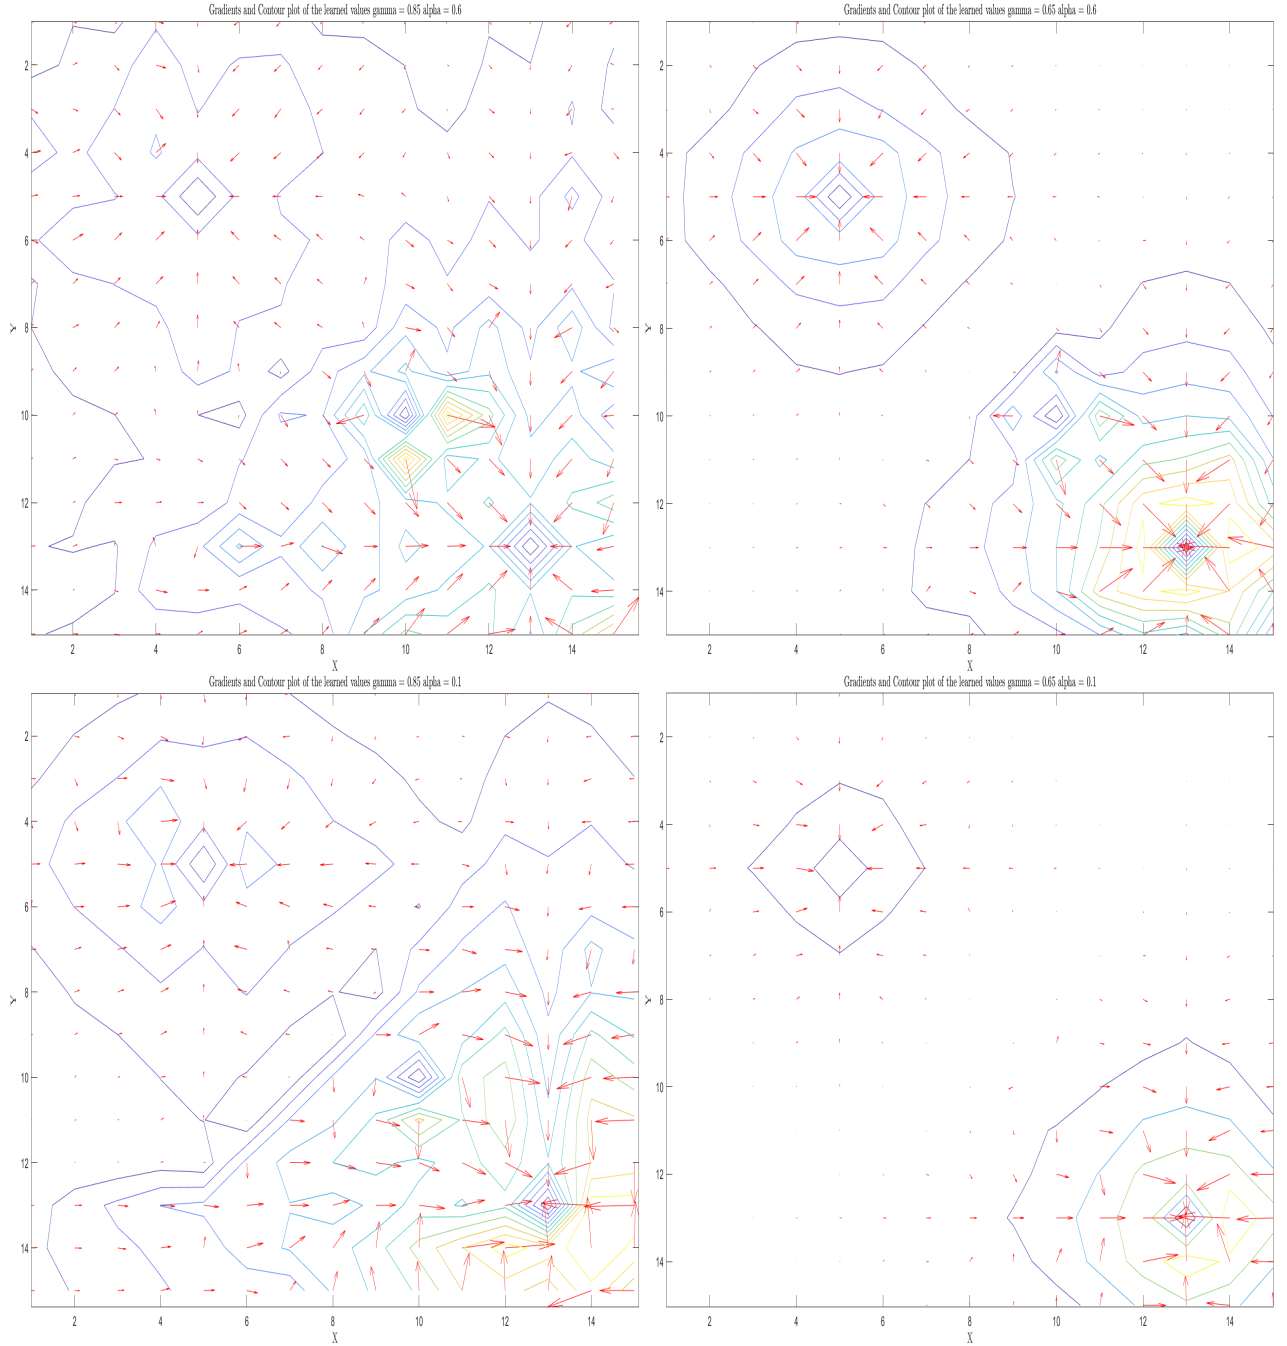 Gradients and Contour plot of the learned values gamma = 0.85 alpha = 0.6
2
4
6
8
10
12
14
Y
2 4 6 8 10 12 14
X
Gradients and Contour plot of the learned values gamma = 0.65 alpha = 0.6
2
4
6
8
10
12
14
Y
2 4 6 8 10 12 14
X
Gradients and Contour plot of the learned values gamma = 0.85 alpha = 0.1
2
4
6
8
10
12
14
Y
2 4 6 8 10 12 14
X
Gradients and Contour plot of the learned values gamma = 0.65 alpha = 0.1
2
4
6
8
10
12
14
Y
2 4 6 8 10 12 14
X